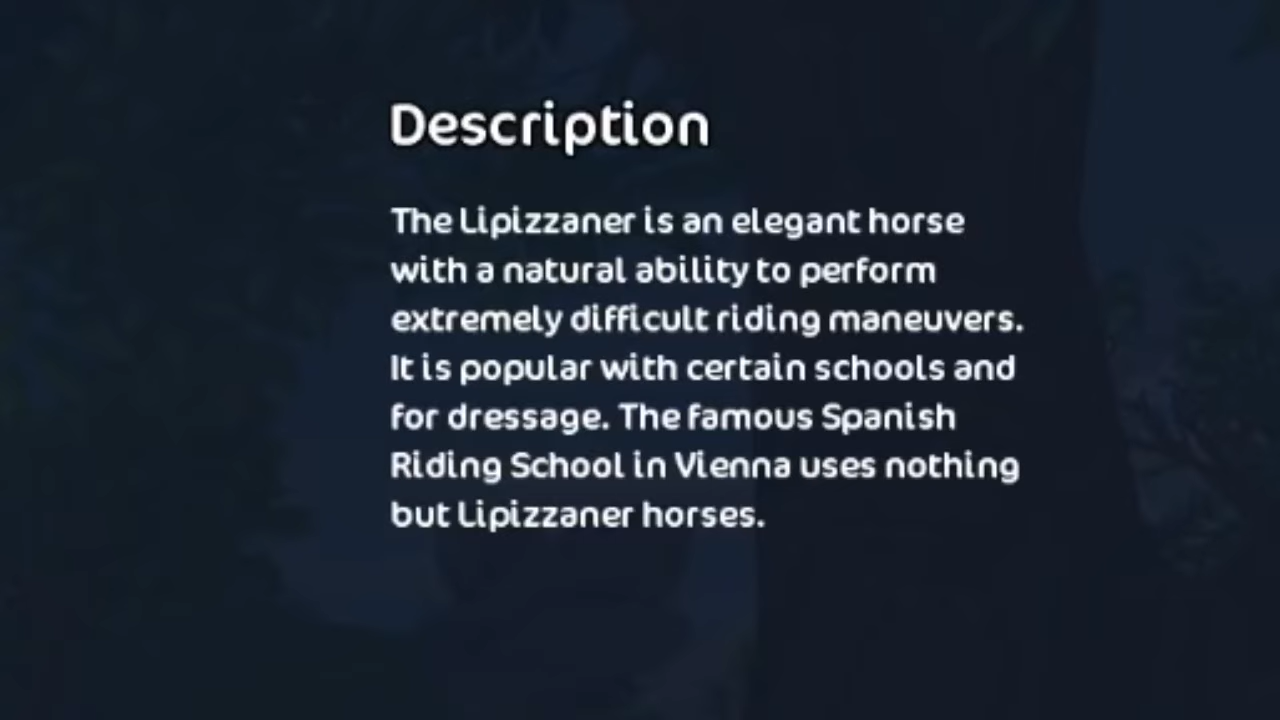 Description
The Lipizzaner is an elegant horse
with a natural ability to perform
extremely difficult riding maneuvers.
It is popular with certain schools and
for dressage. The famous Spanish
Riding School in Vienna uses nothing
but Lipizzaner horses.